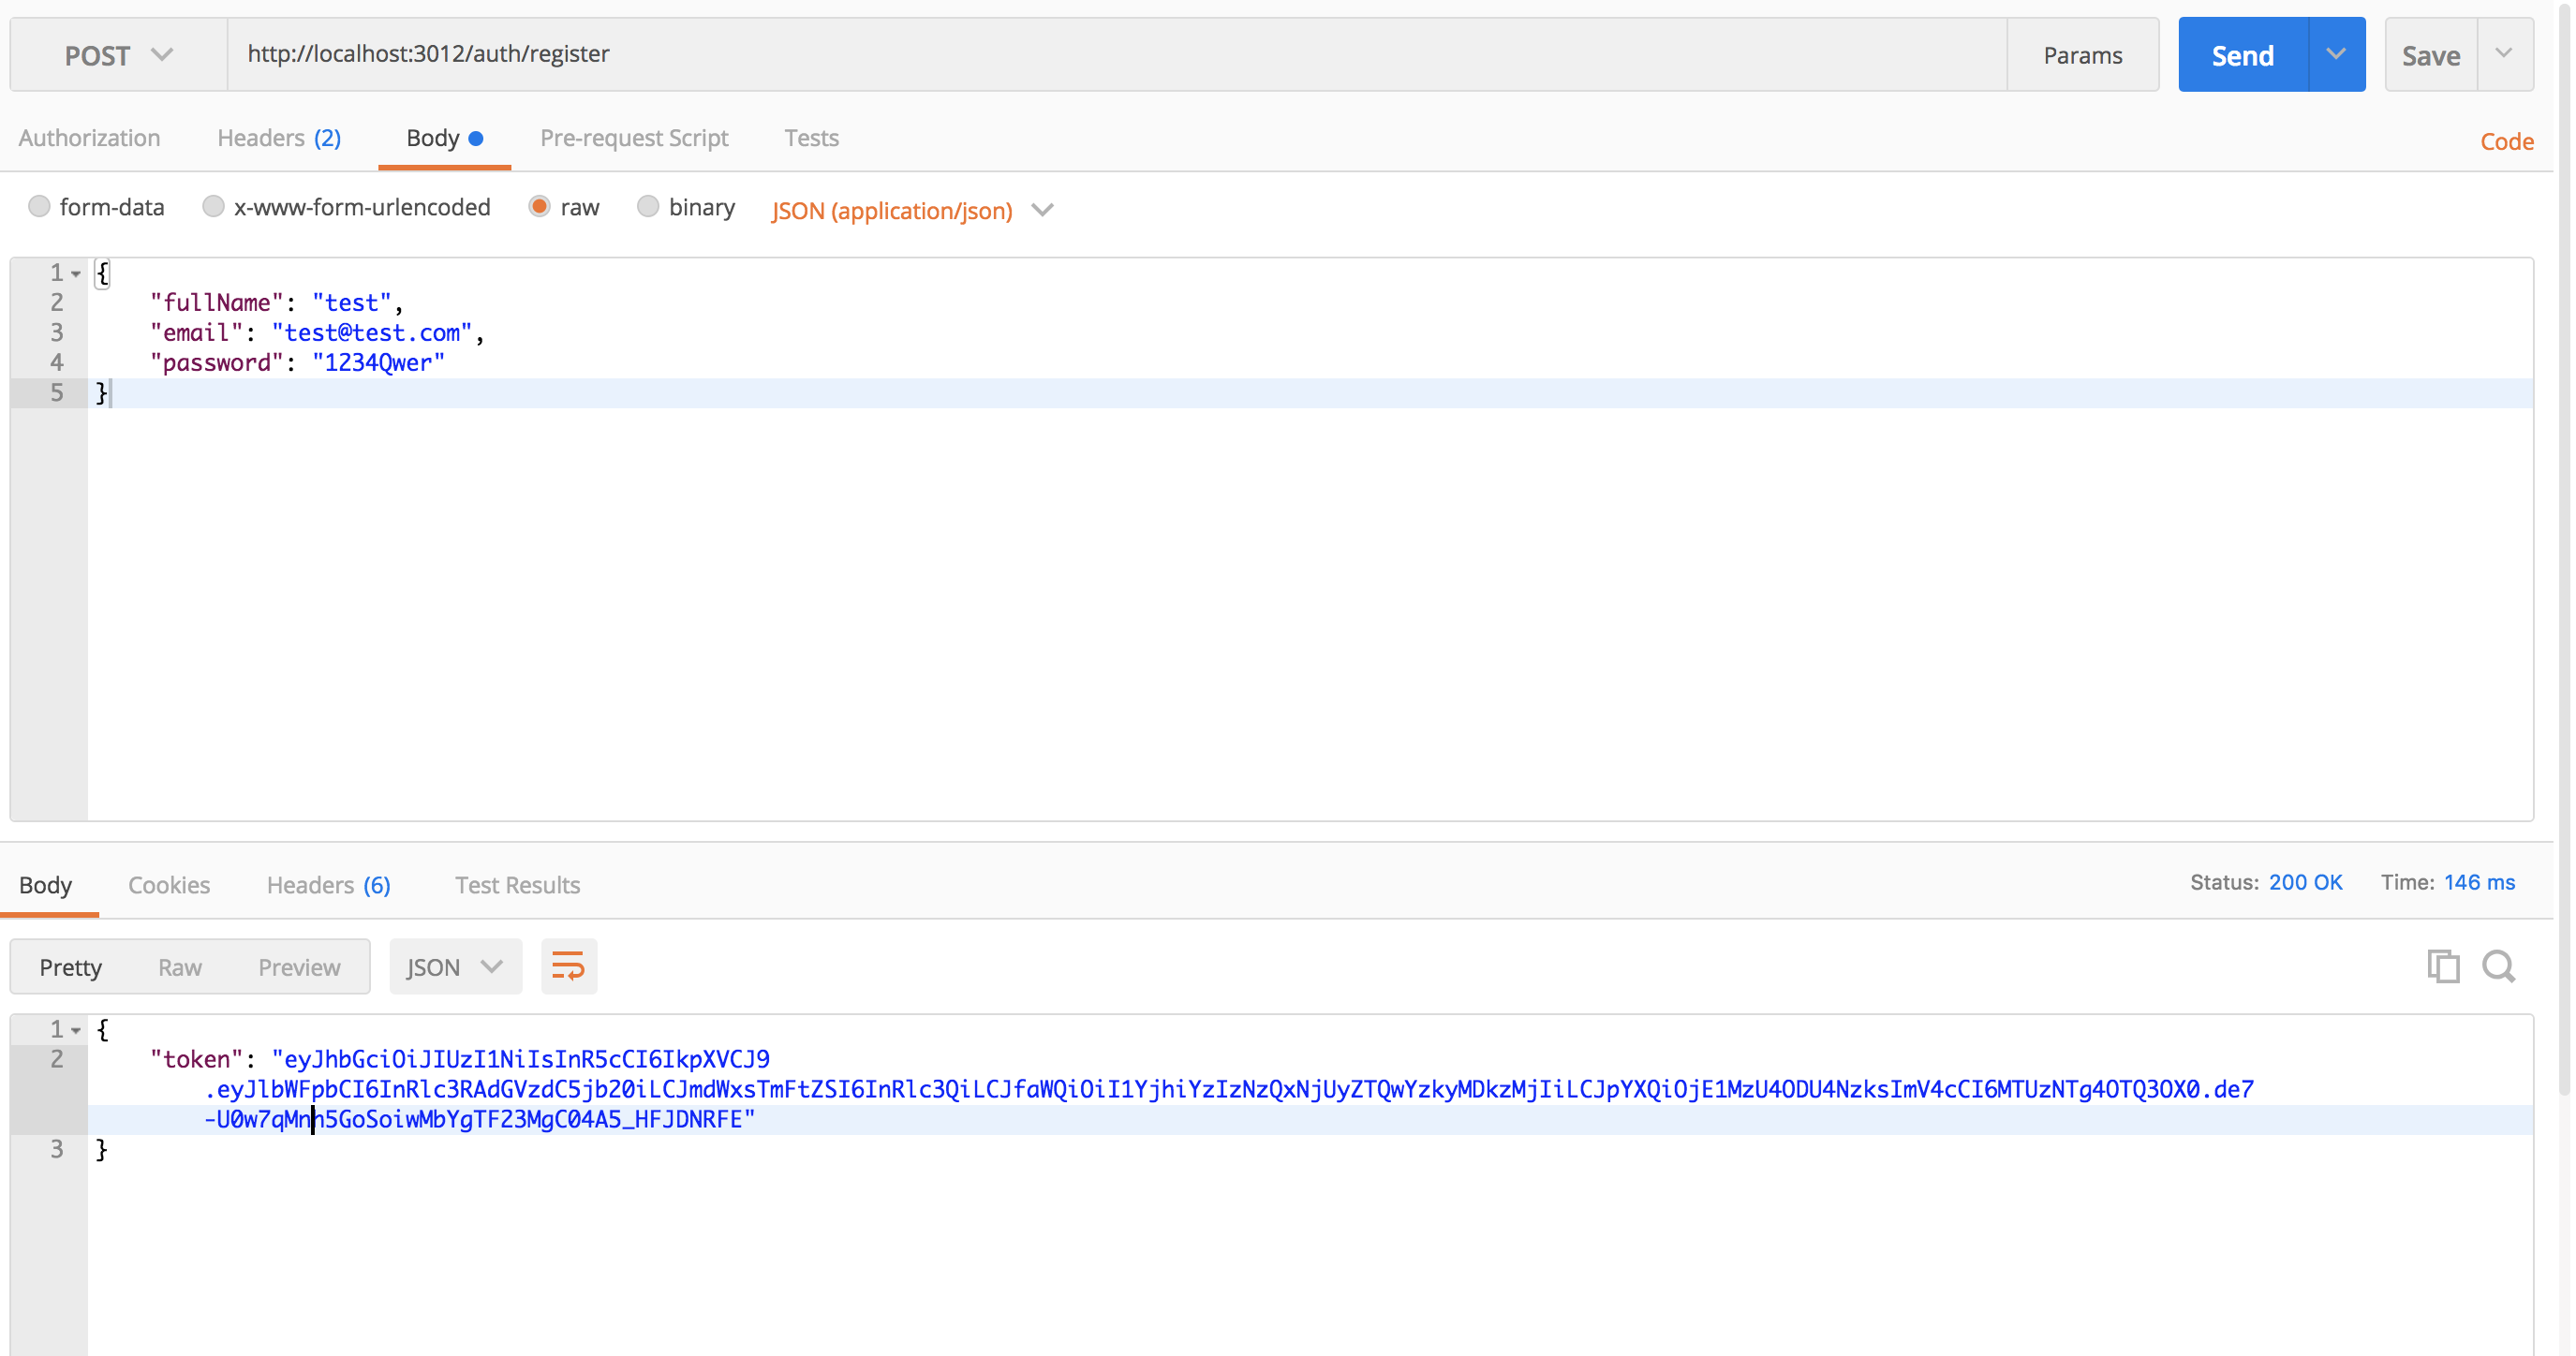 POST http://localhost:3012/auth/register Params Send Save
Authorization Headers (2) Body Pre-request Script Tests Code
form-data x-www-form-urlencoded raw binary JSON (application/json)
1 {
2 "fullName": "test",
3 "email": "test@test.com",
4 "password": "1234Qwer"
5 }
Body Cookies Headers (6) Test Results Status: 200 OK Time: 146 ms
Pretty Raw Preview JSON
1 {
2 "token": "eyJhbGciOiJIUzI1NiIsInR5cCI6IkpXVCJ9
.eyJlbWFpbCI6InRlc3RAdGVzdC5jb20iLCJmdWxsTmFtZSI6InRlc3QiLCJfaWQiOiI1YjhiYzIzNzQxNjUyZTQwYzkyMDkzMjIiLCJpYXQiOjE1MzU4ODU4NzksImV4cCI6MTUzNTg4OTQ3OX0.de7
-U0w7qMnh5GoSoiwMbYgTF23MgC04A5_HFJDNRFE"
3 }